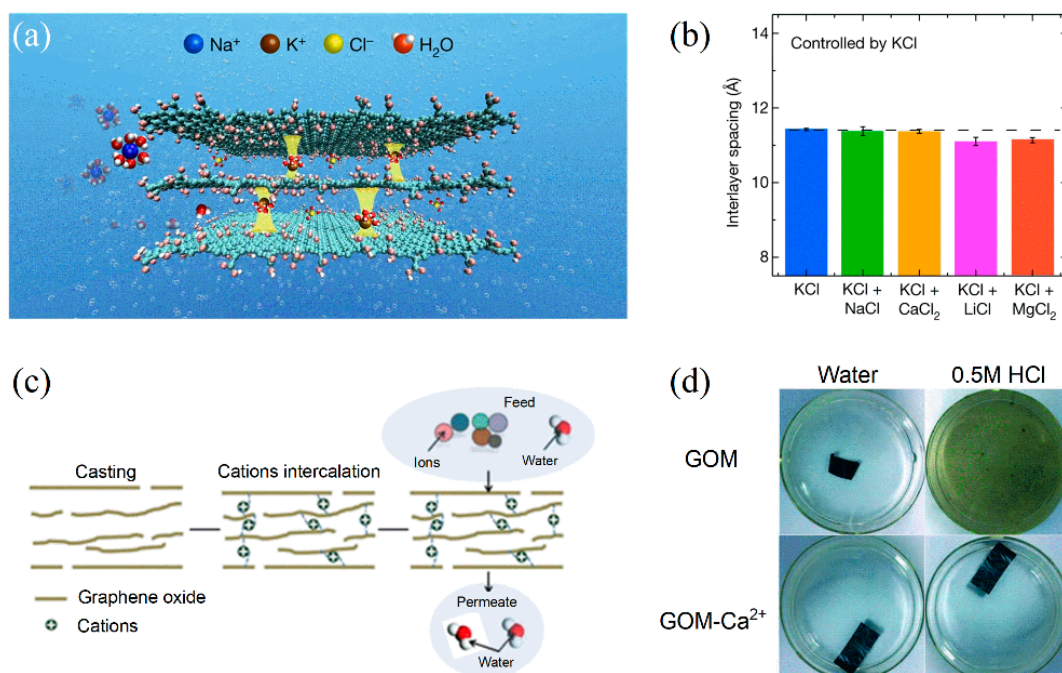 (a)
Na⁺ K⁺ Cl⁻ H₂O
(b)
Controlled by KCl
Interlayer spacing (Å)
14
12
10
8
KCl
KCl +
NaCl
KCl +
CaCl₂
KCl +
LiCl
KCl +
MgCl₂
(c)
Feed
Ions
Water
Casting
Cations intercalation
Graphene oxide
Cations
Permeate
Water
(d)
Water
0.5M HCl
GOM
GOM-Ca²⁺